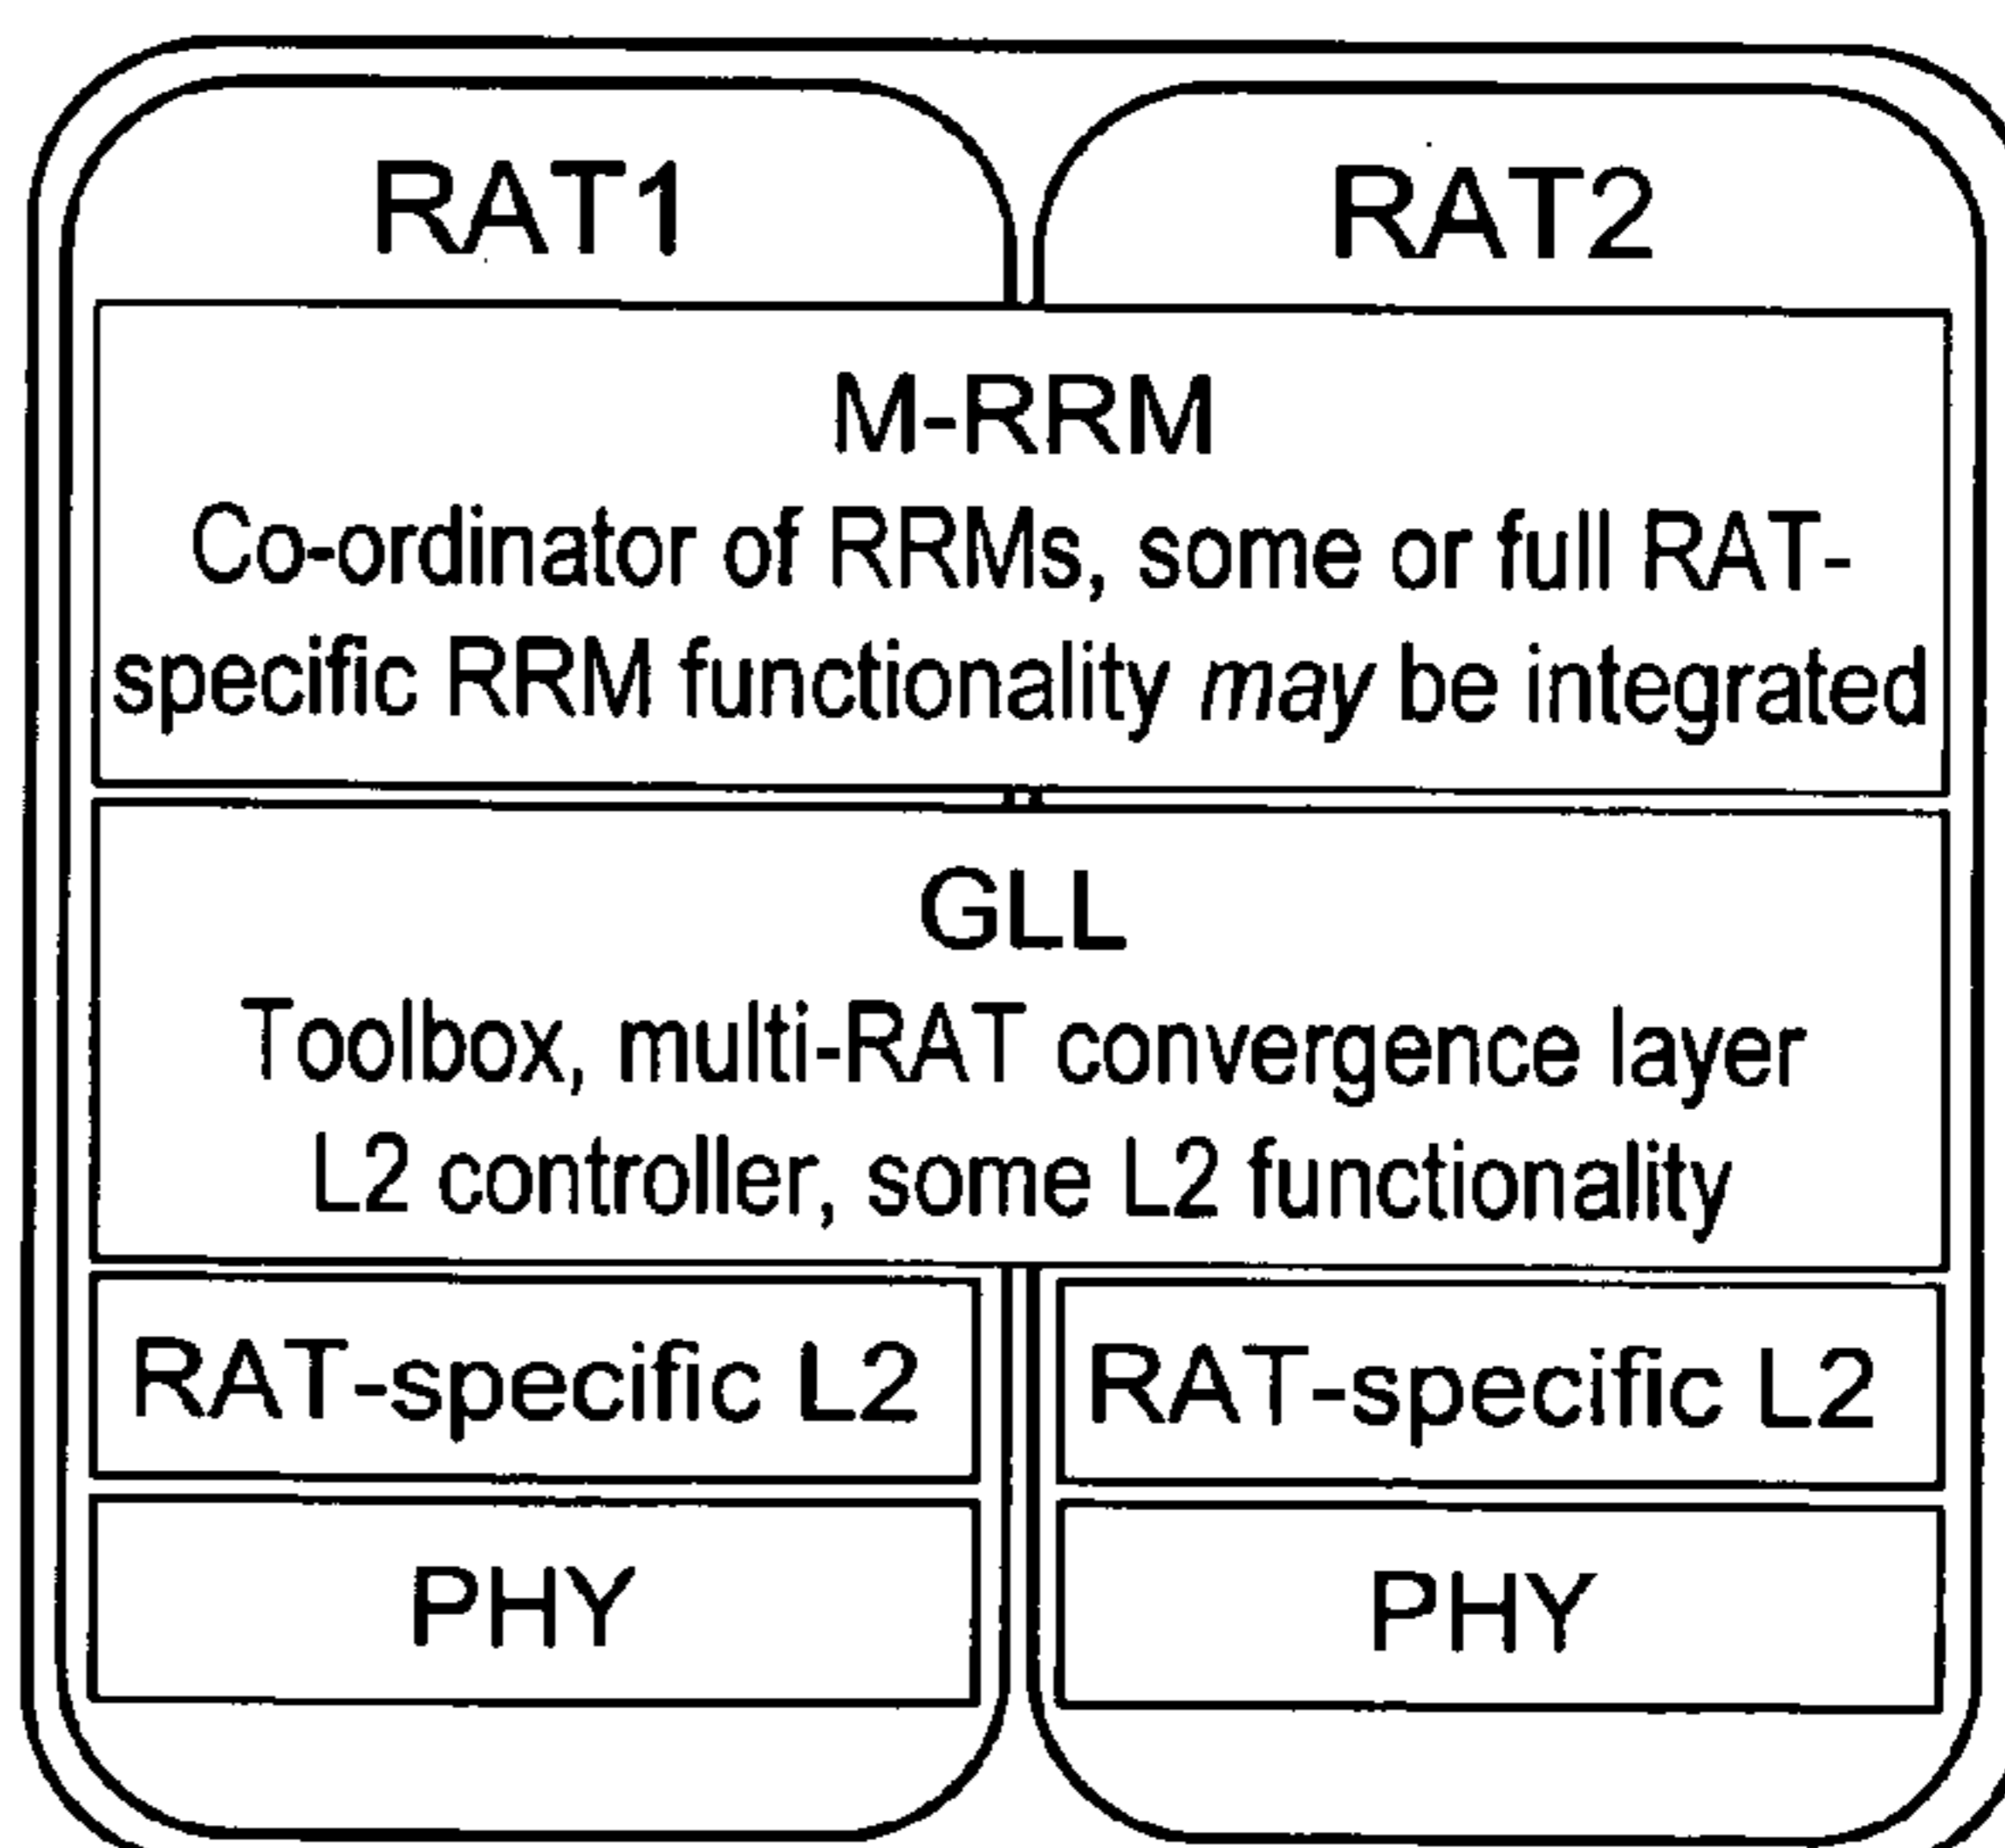 RAT1 RAT2
M-RRM
Co-ordinator of RRMs, some or full RAT-
specific RRM functionality may be integrated
GLL
Toolbox, multi-RAT convergence layer
L2 controller, some L2 functionality
RAT-specific L2 RAT-specific L2
PHY PHY